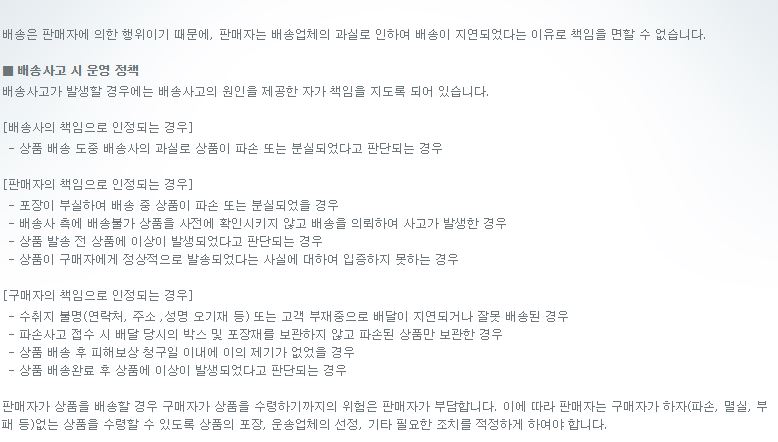 배송은 판매자에 의한 행위이기 때문에, 판매자는 배송업체의 과실로 인하여 배송이 지연되었다는 이유로 책임을 면할 수 없습니다.
■ 배송사고 시 운영 정책
배송사고가 발생할 경우에는 배송사고의 원인을 제공한 자가 책임을 지도록 되어 있습니다.
[배송사의 책임으로 인정되는 경우]
- 상품 배송 도중 배송사의 과실로 상품이 파손 또는 분실되었다고 판단되는 경우
[판매자의 책임으로 인정되는 경우]
- 포장이 부실하여 배송 중 상품이 파손 또는 분실되었을 경우
- 배송사 측에 배송불가 상품을 사전에 확인시키지 않고 배송을 의뢰하여 사고가 발생한 경우
- 상품 발송 전 상품에 이상이 발생되었다고 판단되는 경우
- 상품이 구매자에게 정상적으로 발송되었다는 사실에 대하여 입증하지 못하는 경우
[구매자의 책임으로 인정되는 경우]
- 수취지 불명(연락처, 주소 ,성명 오기재 등) 또는 고객 부재중으로 배달이 지연되거나 잘못 배송된 경우
- 파손사고 접수 시 배달 당시의 박스 및 포장재를 보관하지 않고 파손된 상품만 보관한 경우
- 상품 배송 후 피해보상 청구일 이내에 이의 제기가 없었을 경우
- 상품 배송완료 후 상품에 이상이 발생되었다고 판단되는 경우
판매자가 상품을 배송할 경우 구매자가 상품을 수령하기까지의 위험은 판매자가 부담합니다. 이에 따라 판매자는 구매자가 하자(파손, 멸실, 부
패 등)없는 상품을 수령할 수 있도록 상품의 포장, 운송업체의 선정, 기타 필요한 조치를 적정하게 하여야 합니다.